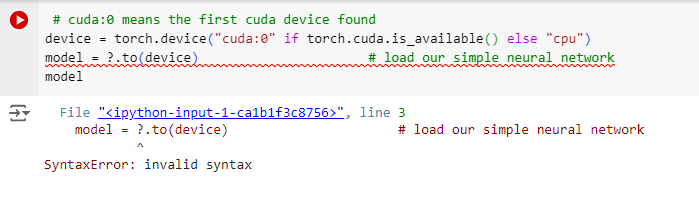 # cuda:0 means the first cuda device found
device = torch.device("cuda:0" if torch.cuda.is_available() else "cpu")
model = ?.to(device) # load our simple neural network
model
File "<ipython-input-1-ca1b1f3c8756>", line 3
model = ?.to(device) # load our simple neural network
^
SyntaxError: invalid syntax